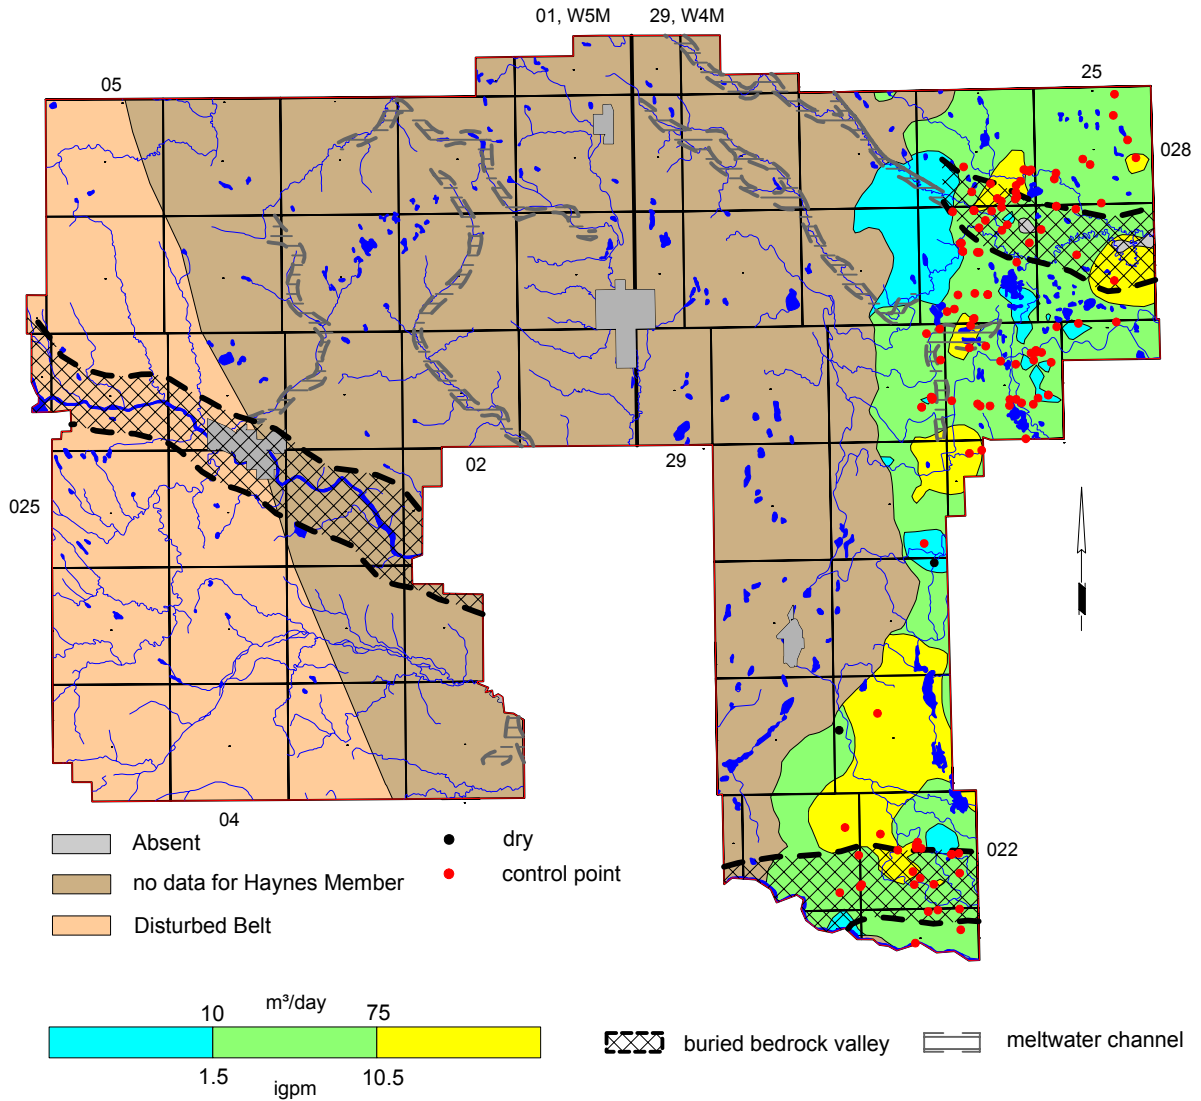 01, W5M
29, W4M
05
25
028
02
29
025
04
022
Absent
no data for Haynes Member
Disturbed Belt
dry
control point
m³/day
10
75
1.5
10.5
igpm
buried bedrock valley
meltwater channel